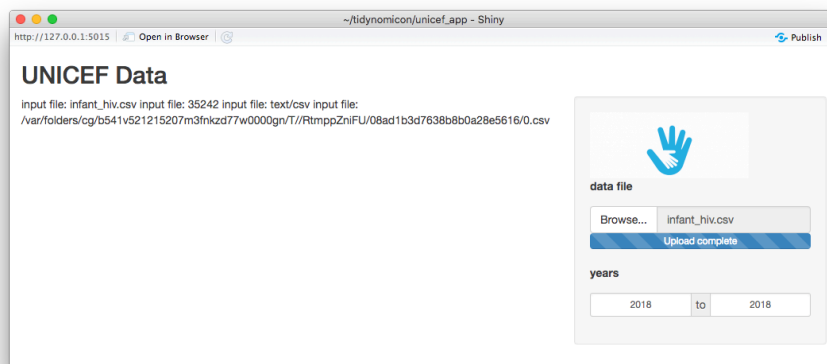 ~/tidynomicon/unicef_app - Shiny
http://127.0.0.1:5015 Open in Browser Publish
UNICEF Data
input file: infant_hiv.csv input file: 35242 input file: text/csv input file:
/var/folders/cg/b541v521215207m3fnkzd77w0000gn/T//RtmppZniFU/08ad1b3d7638b8b0a28e5616/0.csv
data file
Browse... infant_hiv.csv
Upload complete
years
2018 to 2018